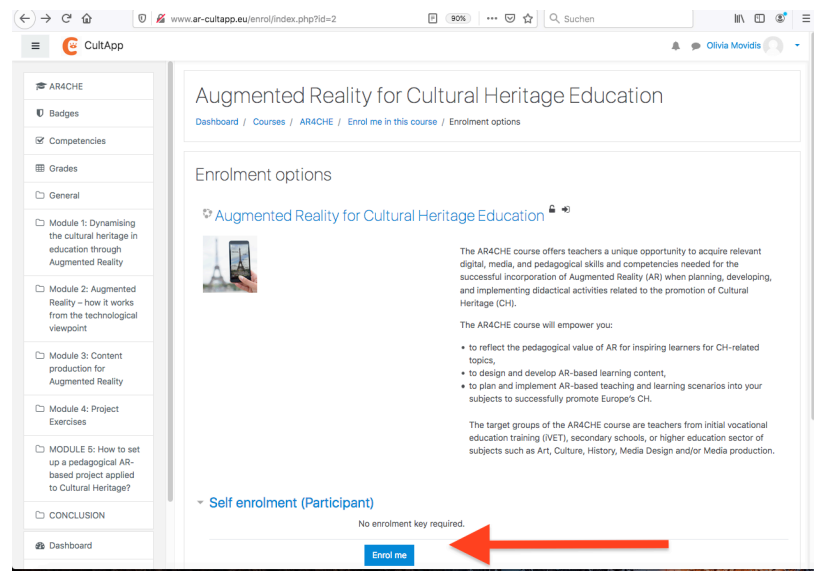 www.ar-cultapp.eu/enrol/index.php?id=2
90%
Suchen
CultApp
Olivia Movidis
AR4CHE
Badges
Competencies
Grades
General
Module 1: Dynamising
the cultural heritage in
education through
Augmented Reality
Module 2: Augmented
Reality – how it works
from the technological
viewpoint
Module 3: Content
production for
Augmented Reality
Module 4: Project
Exercises
MODULE 5: How to set
up a pedagogical AR-
based project applied
to Cultural Heritage?
CONCLUSION
Dashboard
Augmented Reality for Cultural Heritage Education
Dashboard / Courses / AR4CHE / Enrol me in this course / Enrolment options
Enrolment options
Augmented Reality for Cultural Heritage Education
The AR4CHE course offers teachers a unique opportunity to acquire relevant
digital, media, and pedagogical skills and competencies needed for the
successful incorporation of Augmented Reality (AR) when planning, developing,
and implementing didactical activities related to the promotion of Cultural
Heritage (CH).
The AR4CHE course will empower you:
• to reflect the pedagogical value of AR for inspiring learners for CH-related
topics,
• to design and develop AR-based learning content,
• to plan and implement AR-based teaching and learning scenarios into your
subjects to successfully promote Europe's CH.
The target groups of the AR4CHE course are teachers from initial vocational
education training (iVET), secondary schools, or higher education sector of
subjects such as Art, Culture, History, Media Design and/or Media production.
Self enrolment (Participant)
No enrolment key required.
Enrol me